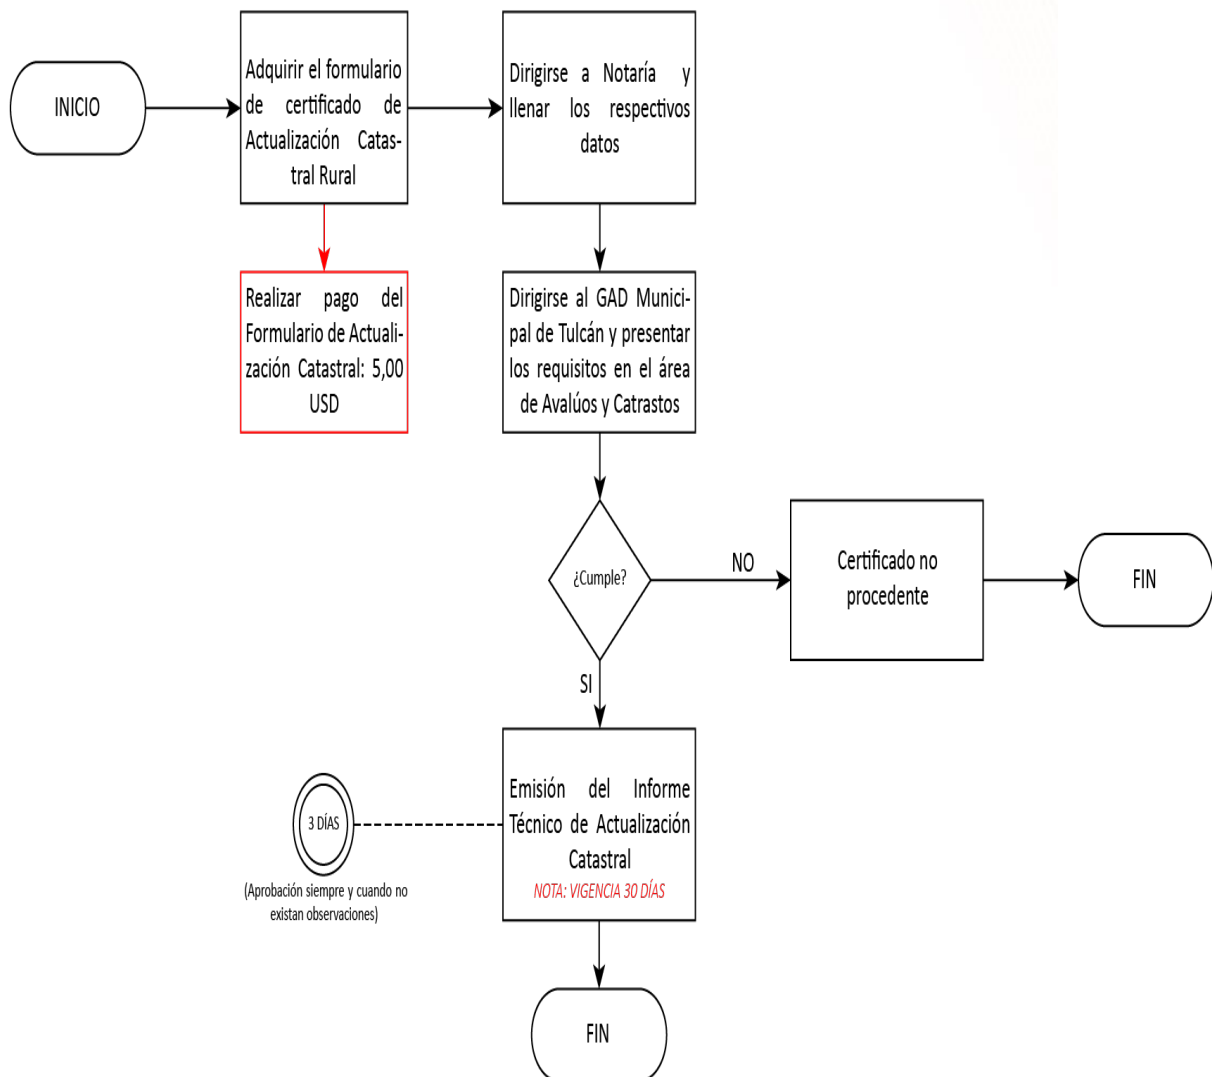 INICIO
Adquirir el formulario
de certificado de
Actualización Catas-
tral Rural
Dirigirse a Notaría y
llenar los respectivos
datos
Realizar pago del
Formulario de Actuali-
zación Catastral: 5,00
USD
Dirigirse al GAD Munici-
pal de Tulcán y presentar
los requisitos en el área
de Avalúos y Catrastos
¿Cumple?
NO
Certificado no
procedente
FIN
SI
Emisión del Informe
Técnico de Actualización
Catastral
NOTA: VIGENCIA 30 DÍAS
3 DÍAS
(Aprobación siempre y cuando no
existan observaciones)
FIN